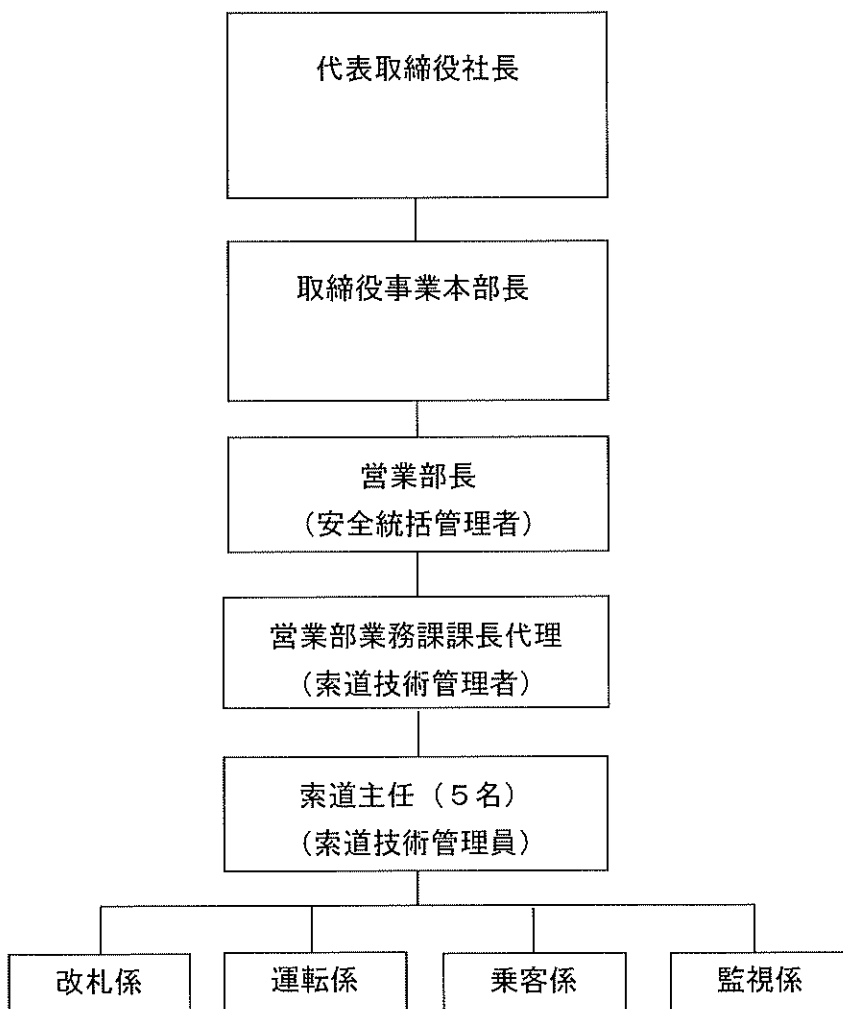 代表取締役社長
取締役事業本部長
営業部長
（安全統括管理者）
営業部業務課課長代理
（索道技術管理者）
索道主任（５名）
（索道技術管理員）
改札係
運転係
乗客係
監視係